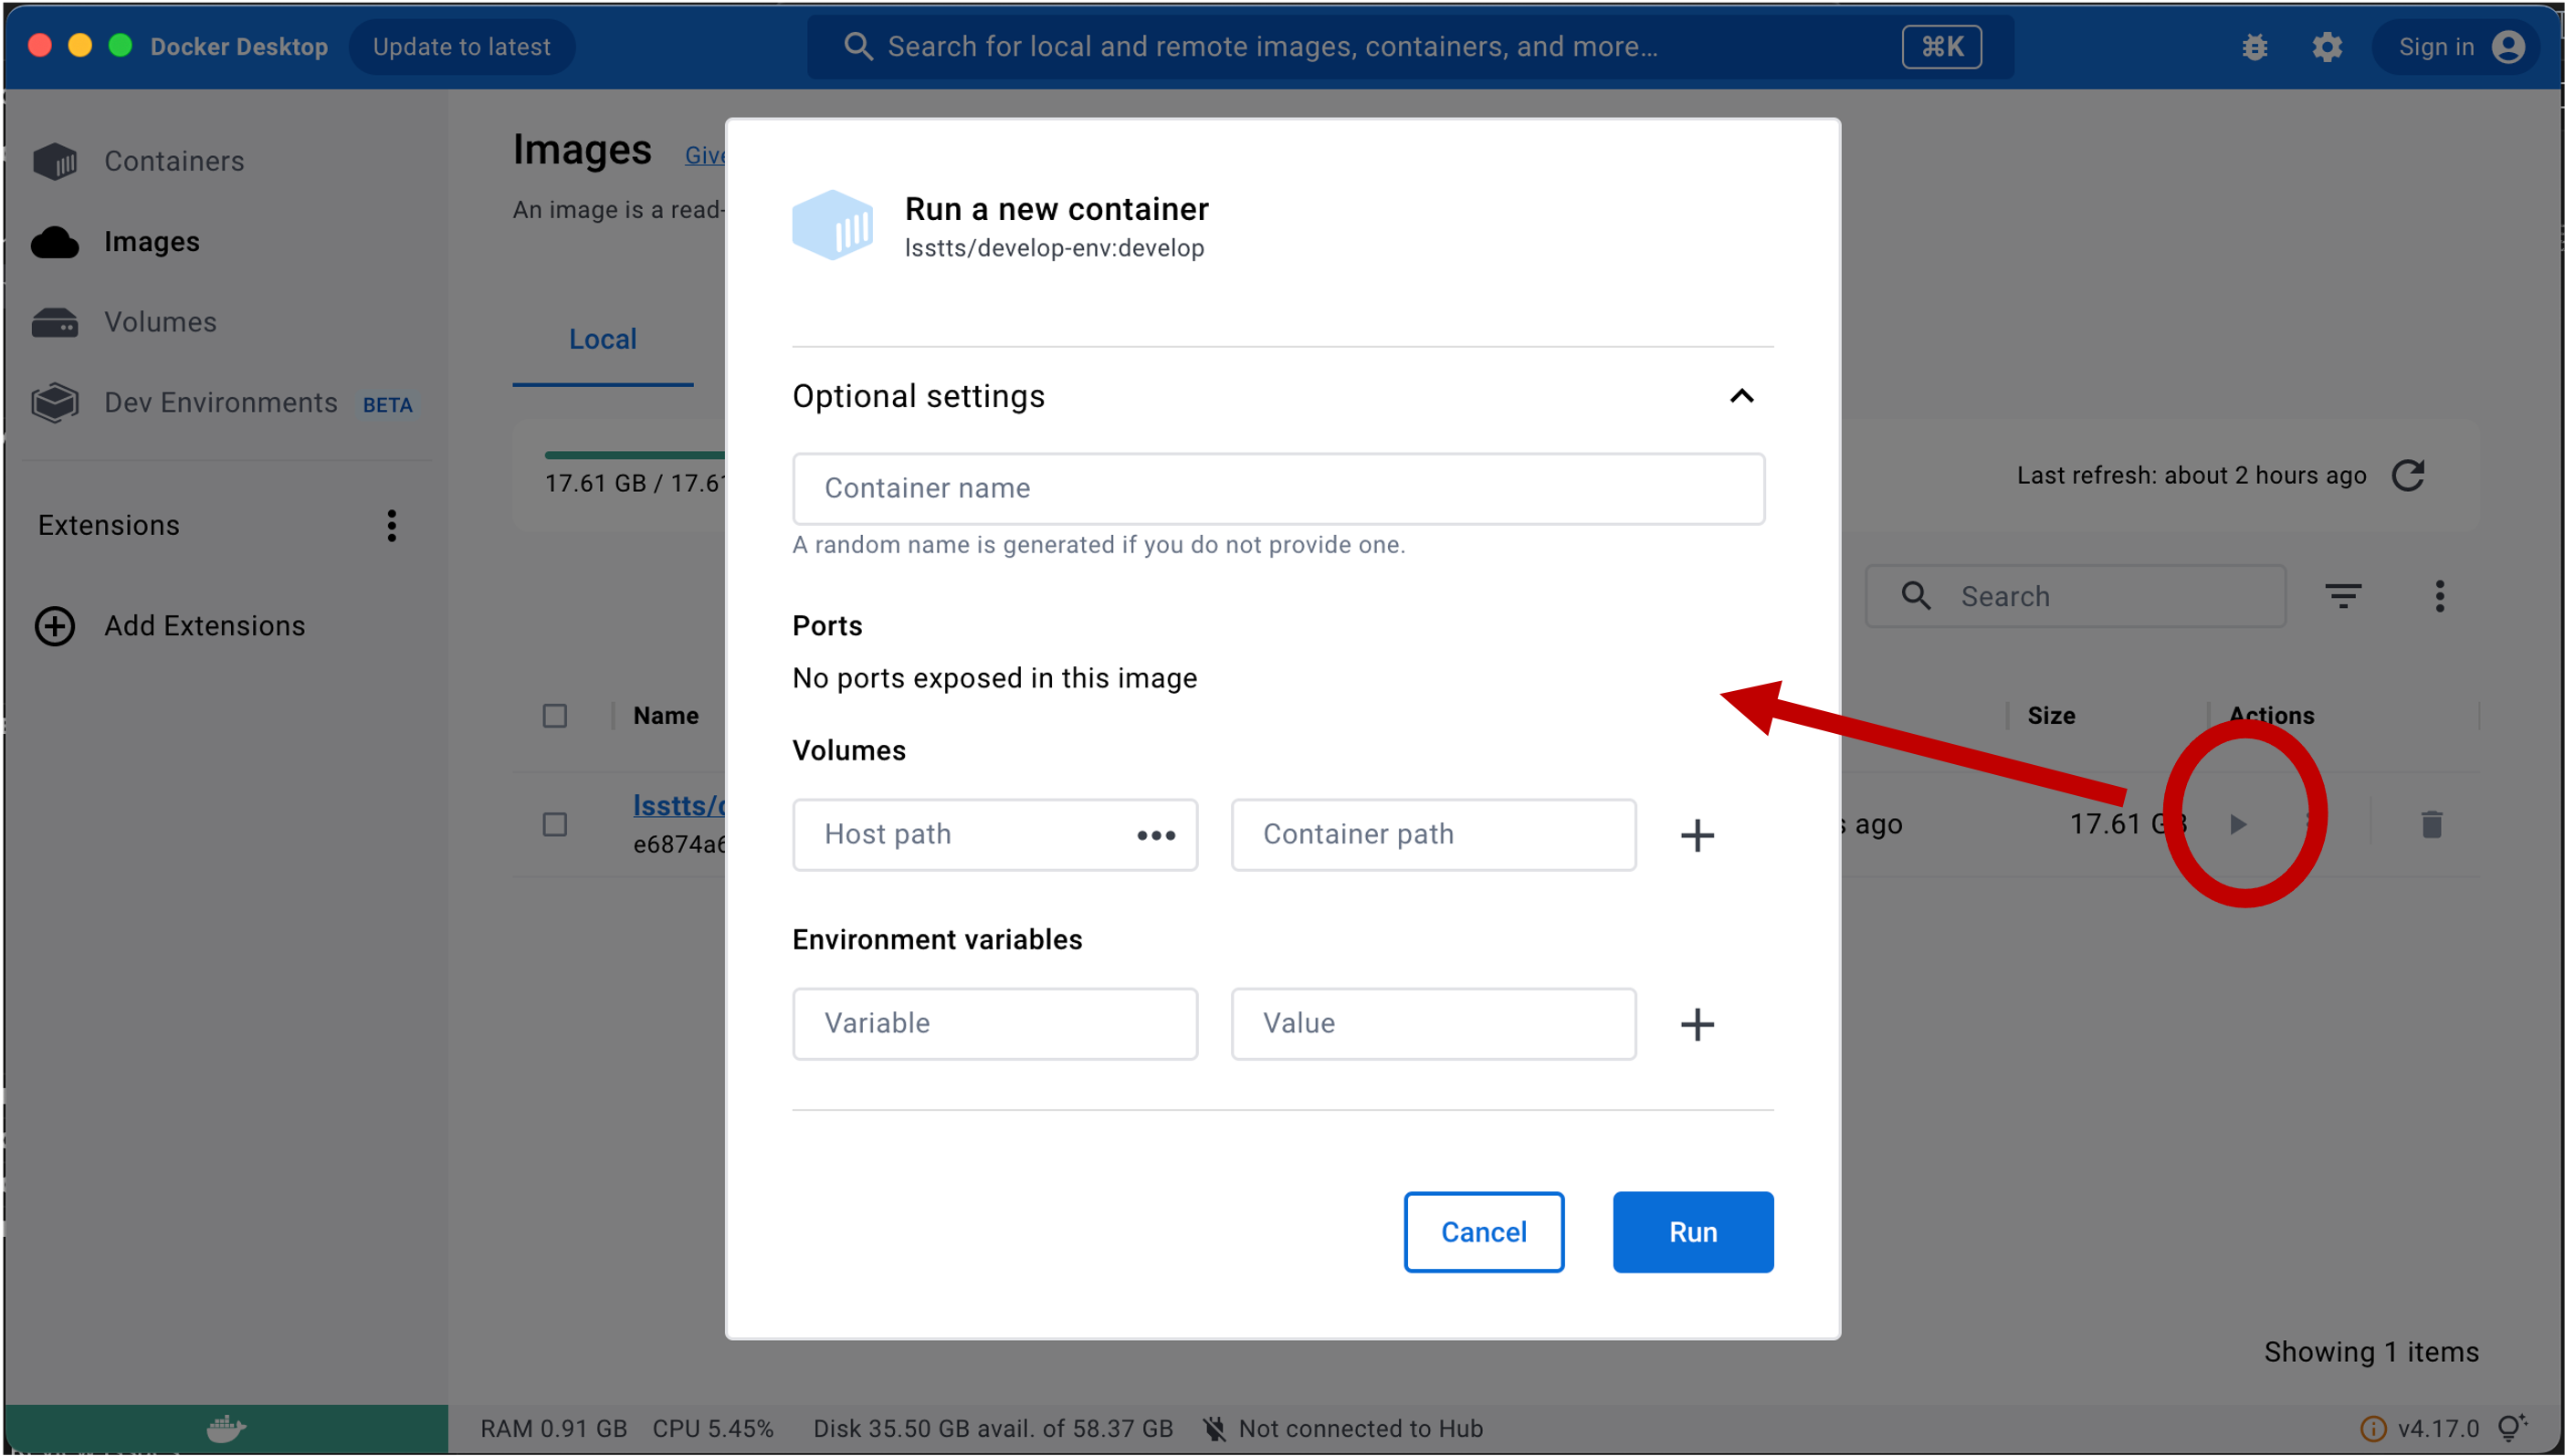 Docker Desktop
Update to latest
Search for local and remote images, containers, and more...
⌘K
Sign in
Containers
Images
Volumes
Dev Environments BETA
Extensions
Add Extensions
Images Give
An image is a read-
Local
17.61 GB / 17.61
Last refresh: about 2 hours ago
Search
Name
Size
Actions
lsstts/
e6874a6
ago
17.61 GB
Run a new container
lsstts/develop-env:develop
Optional settings
Container name
A random name is generated if you do not provide one.
Ports
No ports exposed in this image
Volumes
Host path
Container path
Environment variables
Variable
Value
Cancel
Run
Showing 1 items
RAM 0.91 GB CPU 5.45% Disk 35.50 GB avail. of 58.37 GB Not connected to Hub
v4.17.0